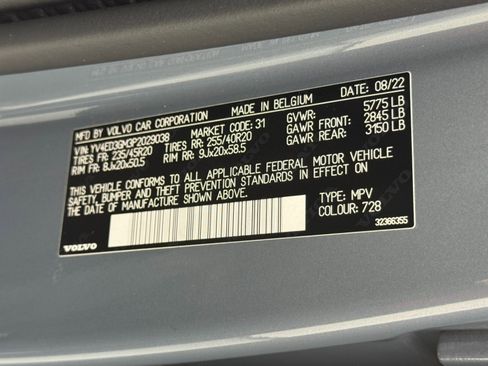 MFD BY VOLVO CAR CORPORATION MADE IN BELGIUM DATE: 08/22
VIN: YV4ED3GM3P2029038 MARKET CODE: 31 GVWR: 5775 LB
TIRES FR: 235/45R20 TIRES RR: 255/40R20 GAWR FRONT: 2845 LB
RIM FR: 8Jx20x50.5 RIM RR: 9Jx20x58.5 GAWR REAR: 3150 LB
THIS VEHICLE CONFORMS TO ALL APPLICABLE FEDERAL MOTOR VEHICLE
SAFETY, BUMPER AND THEFT PREVENTION STANDARDS IN EFFECT ON
THE DATE OF MANUFACTURE SHOWN ABOVE.
TYPE: MPV
COLOUR: 728
VOLVO
32366355